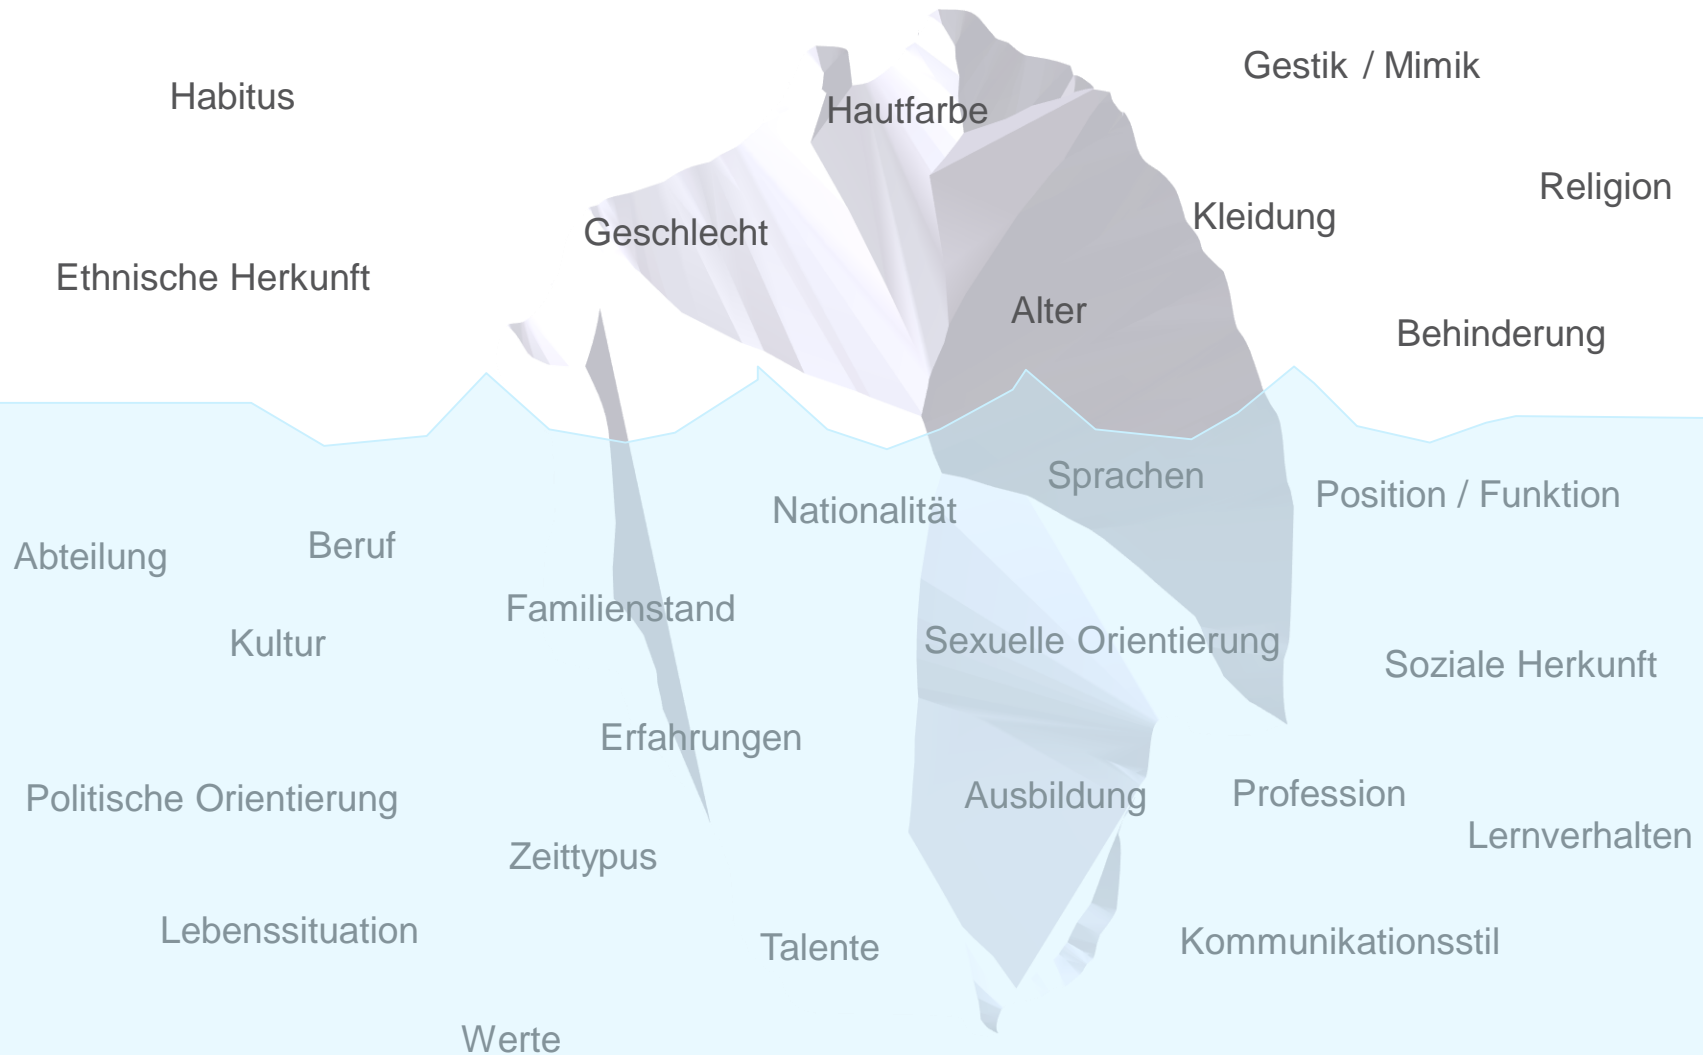 Gestik / Mimik
Habitus
Hautfarbe
Religion
Kleidung
Geschlecht
Ethnische Herkunft
Alter
Behinderung
Sprachen
Position / Funktion
Nationalität
Beruf
Abteilung
Familienstand
Sexuelle Orientierung
Kultur
Soziale Herkunft
Erfahrungen
Profession
Ausbildung
Politische Orientierung
Lernverhalten
Zeittypus
Lebenssituation
Kommunikationsstil
Talente
Werte